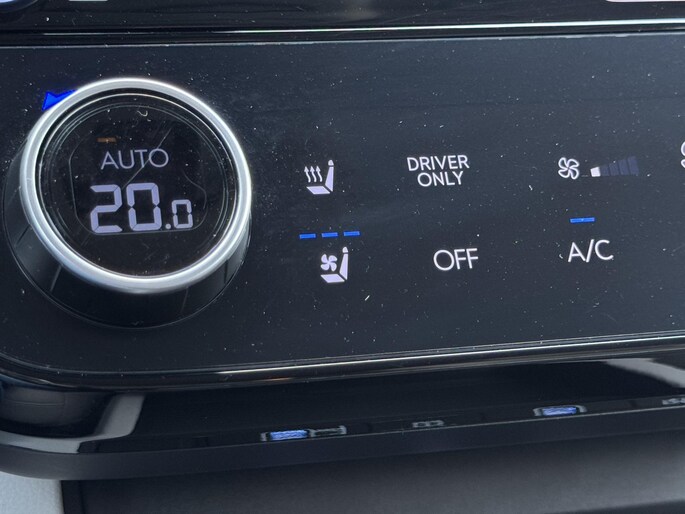 AUTO
20.0
DRIVER
ONLY
OFF
A/C